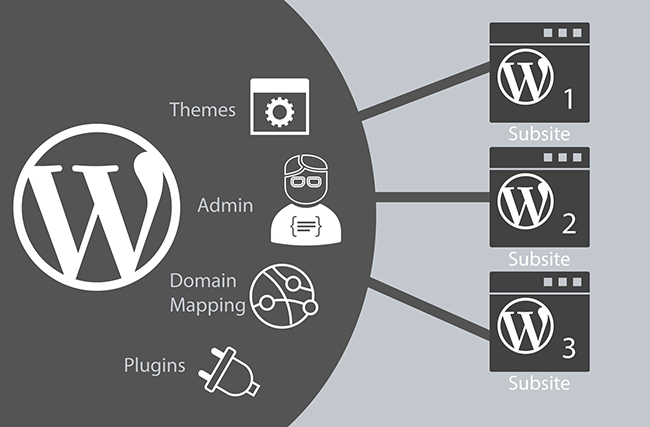 Themes
Admin
Domain
Mapping
Plugins
1
Subsite
2
Subsite
3
Subsite